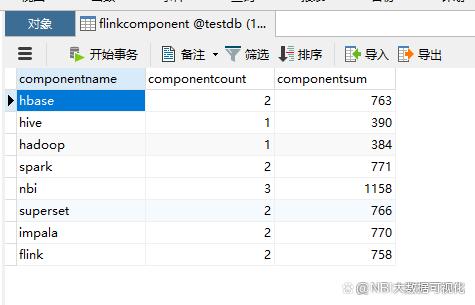 对象 flinkcomponent @testdb (1...
开始事务 备注 筛选 排序 导入 导出
componentname componentcount componentsum
hbase 2 763
hive 1 390
hadoop 1 384
spark 2 771
nbi 3 1158
superset 2 766
impala 2 770
flink 2 758
@ NBI大数据可视化